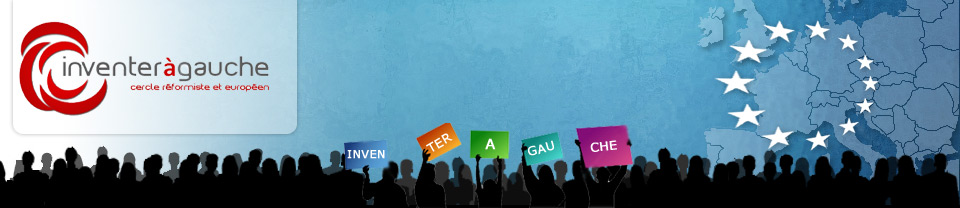 inventeràgauche
cercle réformiste et européen
INVEN TER A GAU CHE